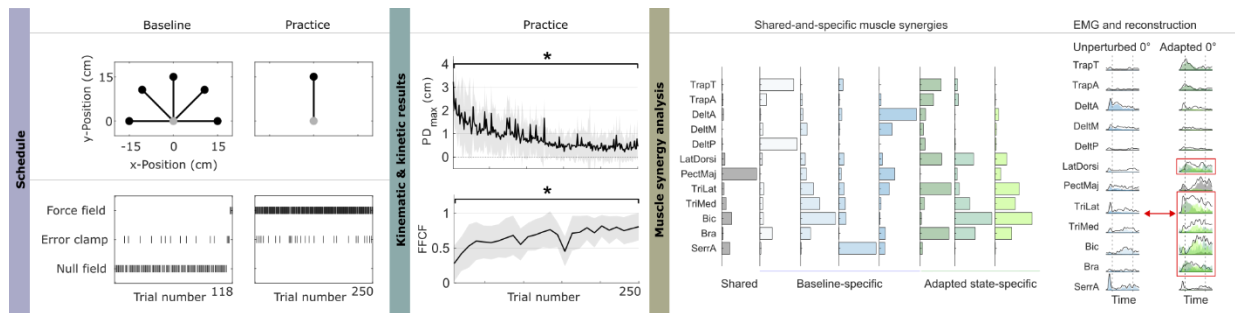 Schedule
Baseline
Practice
y-Position (cm)
15
0
-15 0 15
x-Position (cm)
Force field
Error clamp
Null field
Trial number 118
Trial number 250
Kinematic & kinetic results
Practice
*
PDmax (cm)
4
3
2
1
0
*
FFCF
1
0.5
0
Trial number 250
Muscle synergy analysis
Shared-and-specific muscle synergies
TrapT
TrapA
DeltA
DeltM
DeltP
LatDorsi
PectMaj
TriLat
TriMed
Bic
Bra
SerrA
Shared
Baseline-specific
Adapted state-specific
EMG and reconstruction
Unperturbed 0° Adapted 0°
TrapT
TrapA
DeltA
DeltM
DeltP
LatDorsi
PectMaj
TriLat
TriMed
Bic
Bra
SerrA
Time
Time